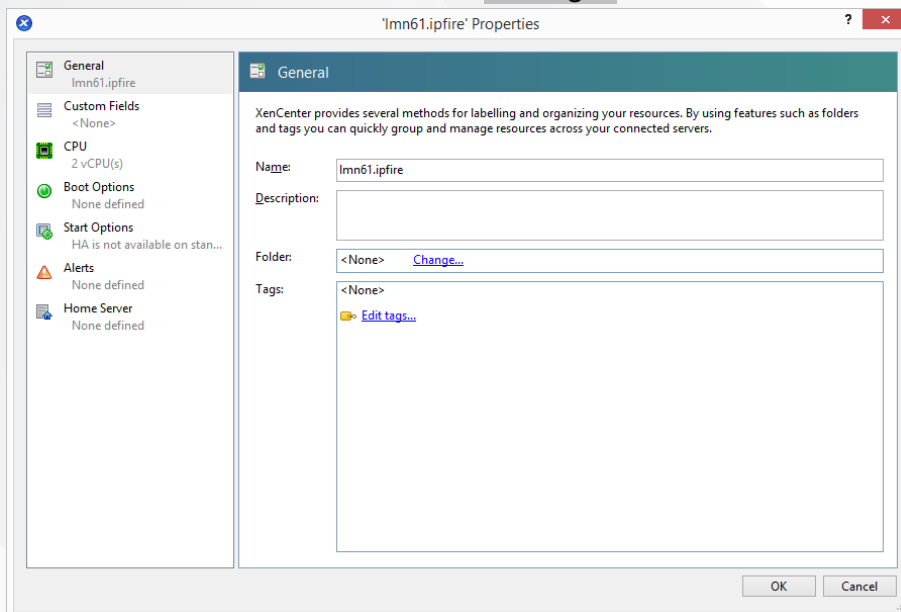 'lmn61.ipfire' Properties
?
General
lmn61.ipfire
Custom Fields
<None>
CPU
2 vCPU(s)
Boot Options
None defined
Start Options
HA is not available on stan...
Alerts
None defined
Home Server
None defined
General
XenCenter provides several methods for labelling and organizing your resources. By using features such as folders
and tags you can quickly group and manage resources across your connected servers.
Name: lmn61.ipfire
Description:
Folder: <None> Change...
Tags: <None>
Edit tags...
OK Cancel